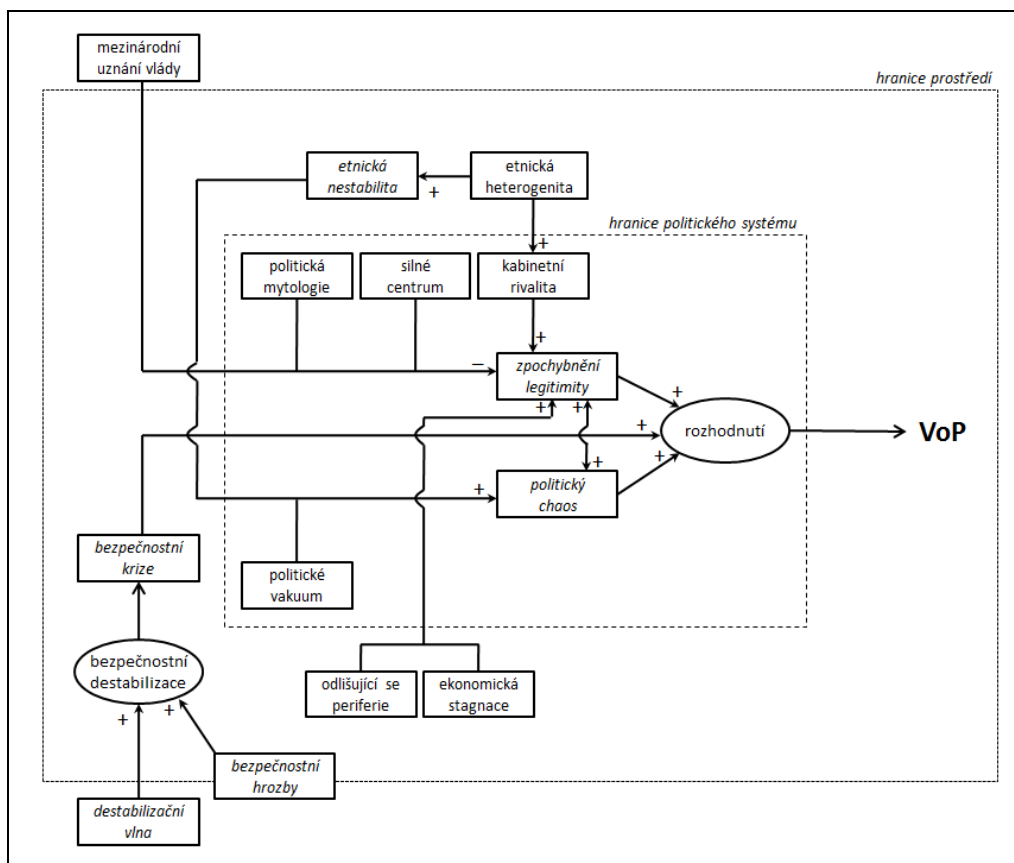 mezinárodní
uznání vlády
hranice prostředí
etnická
nestabilita
etnická
heterogenita
+
hranice politického systému
+
politická
mytologie
silné
centrum
kabinetní
rivalita
+
–
zpochybnění
legitimity
+
+
+
rozhodnutí
VoP
+
+
+
+
politický
chaos
+
bezpečnostní
krize
politické
vakuum
bezpečnostní
destabilizace
odlišující se
periferie
ekonomická
stagnace
+
+
bezpečnostní
hrozby
destabilizační
vlna